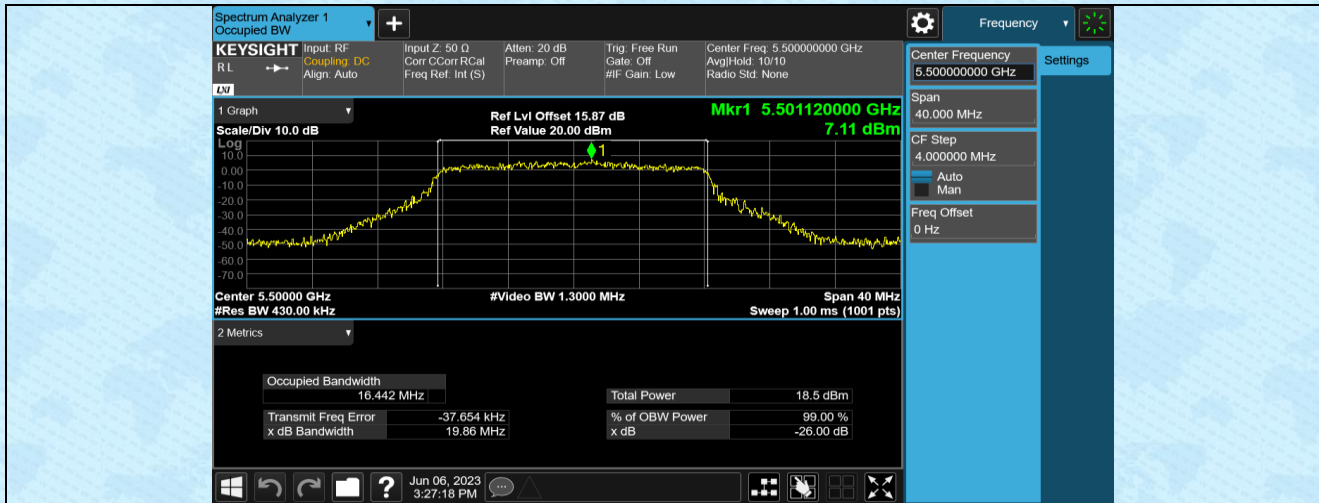 Spectrum Analyzer 1
Occupied BW
+
Frequency
KEYSIGHT
RL
LXI
Input: RF
Coupling: DC
Align: Auto
Input Z: 50 Ω
Corr CCorr RCal
Freq Ref: Int (S)
Atten: 20 dB
Preamp: Off
Trig: Free Run
Gate: Off
#IF Gain: Low
Center Freq: 5.500000000 GHz
Avg|Hold: 10/10
Radio Std: None
Center Frequency
5.500000000 GHz
Settings
Span
40.000 MHz
CF Step
4.000000 MHz
Auto
Man
Freq Offset
0 Hz
1 Graph
Scale/Div 10.0 dB
Ref Lvl Offset 15.87 dB
Ref Value 20.00 dBm
Mkr1 5.501120000 GHz
7.11 dBm
Log
10.0
0.00
-10.0
-20.0
-30.0
-40.0
-50.0
-60.0
-70.0
1
Center 5.50000 GHz
#Video BW 1.3000 MHz
Span 40 MHz
#Res BW 430.00 kHz
Sweep 1.00 ms (1001 pts)
2 Metrics
Occupied Bandwidth
16.442 MHz
Total Power 18.5 dBm
Transmit Freq Error -37.654 kHz
% of OBW Power 99.00 %
x dB Bandwidth 19.86 MHz
x dB -26.00 dB
?
Jun 06, 2023
3:27:18 PM